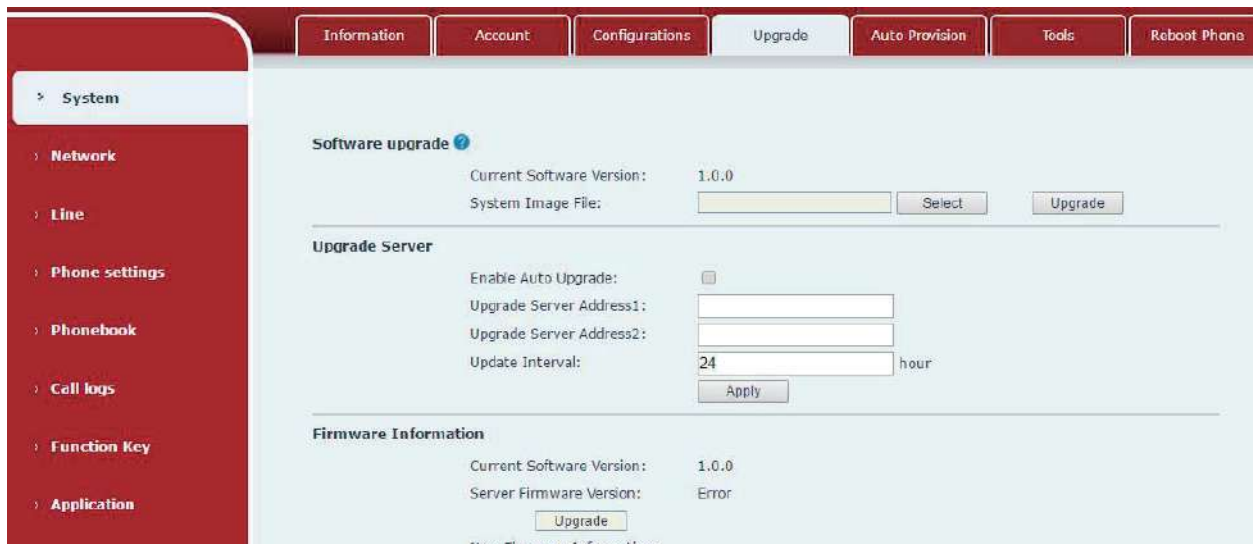 Information Account Configurations Upgrade Auto Provision Tools Reboot Phone
> System
> Network
> Line
> Phone settings
> Phonebook
> Call logs
> Function Key
> Application
Software upgrade ?
Current Software Version: 1.0.0
System Image File: Select Upgrade
Upgrade Server
Enable Auto Upgrade:
Upgrade Server Address1:
Upgrade Server Address2:
Update Interval: 24 hour
Apply
Firmware Information
Current Software Version: 1.0.0
Server Firmware Version: Error
Upgrade